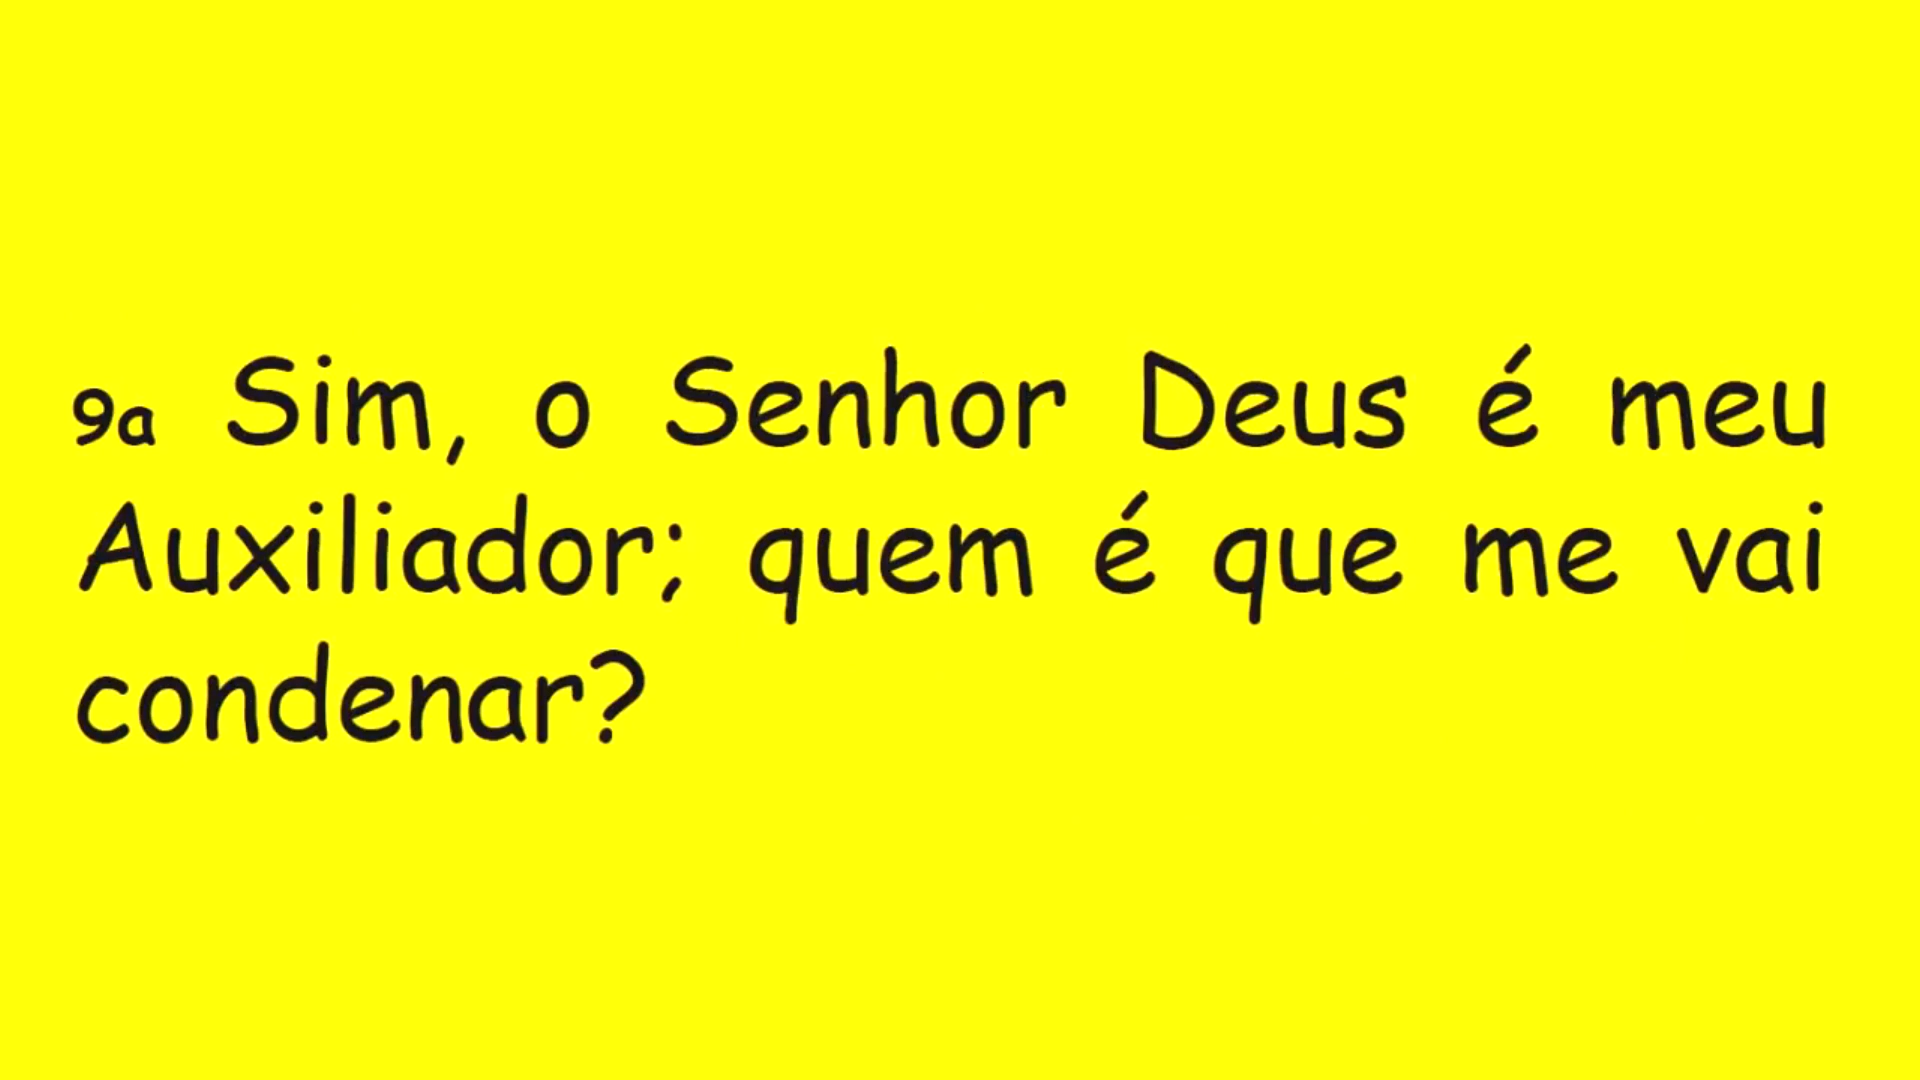 9a Sim, o Senhor Deus é meu
Auxiliador; quem é que me vai
condenar?